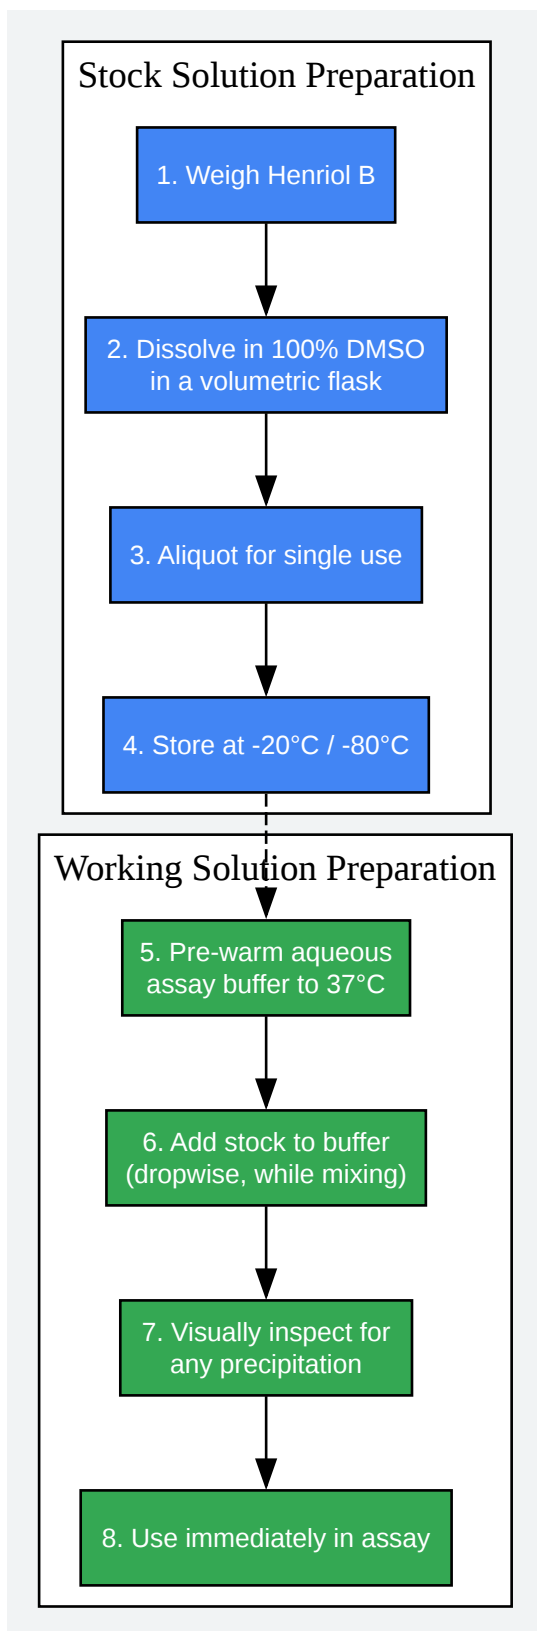 Stock Solution Preparation
1. Weigh Henriol B
2. Dissolve in 100% DMSO
in a volumetric flask
3. Aliquot for single use
4. Store at -20°C / -80°C
Working Solution Preparation
5. Pre-warm aqueous
assay buffer to 37°C
6. Add stock to buffer
(dropwise, while mixing)
7. Visually inspect for
any precipitation
8. Use immediately in assay